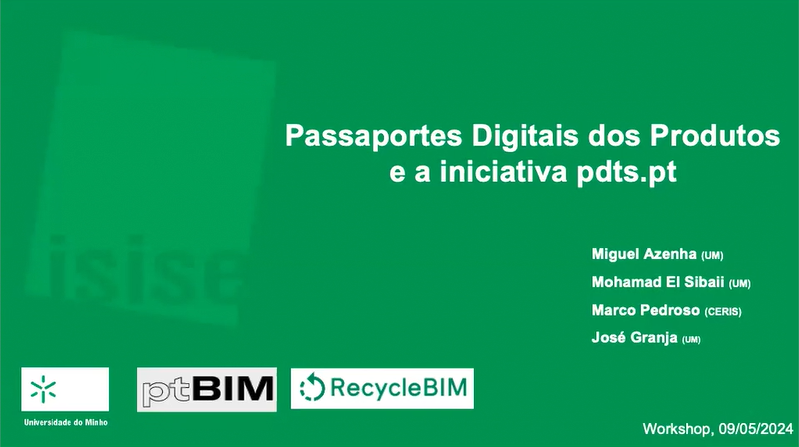 Passaportes Digitais dos Produtos
e a iniciativa pdts.pt
isise
Miguel Azenha (UM)
Mohamad El Sibaii (UM)
Marco Pedroso (CERIS)
José Granja (UM)
ptBIM
RecycleBIM
Universidade do Minho
Workshop, 09/05/2024